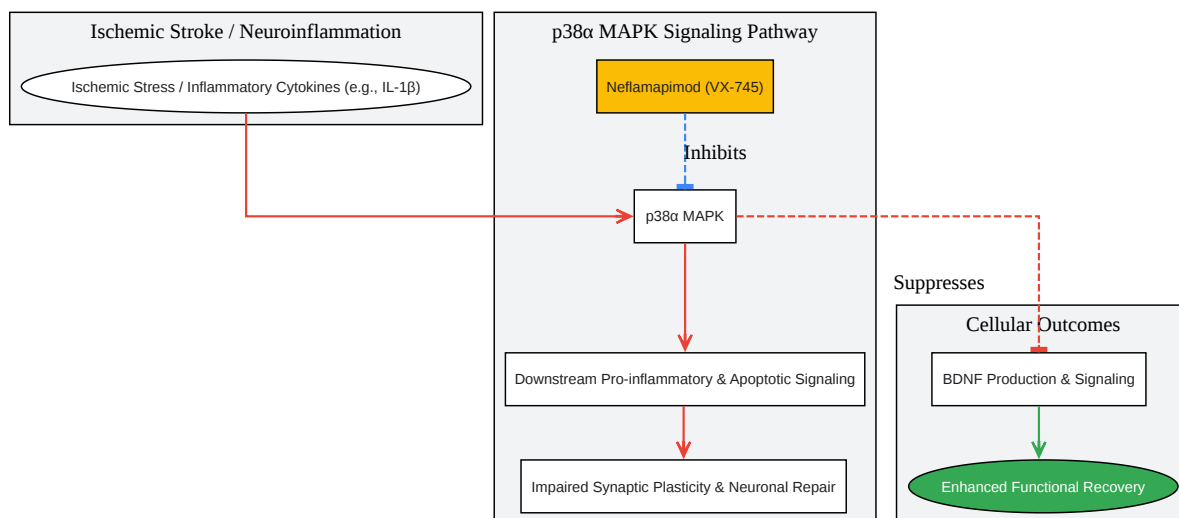 Ischemic Stroke / Neuroinflammation
Ischemic Stress / Inflammatory Cytokines (e.g., IL-1β)
p38α MAPK Signaling Pathway
Neflamapimod (VX-745)
Inhibits
p38α MAPK
Suppresses
Downstream Pro-inflammatory & Apoptotic Signaling
Impaired Synaptic Plasticity & Neuronal Repair
Cellular Outcomes
BDNF Production & Signaling
Enhanced Functional Recovery